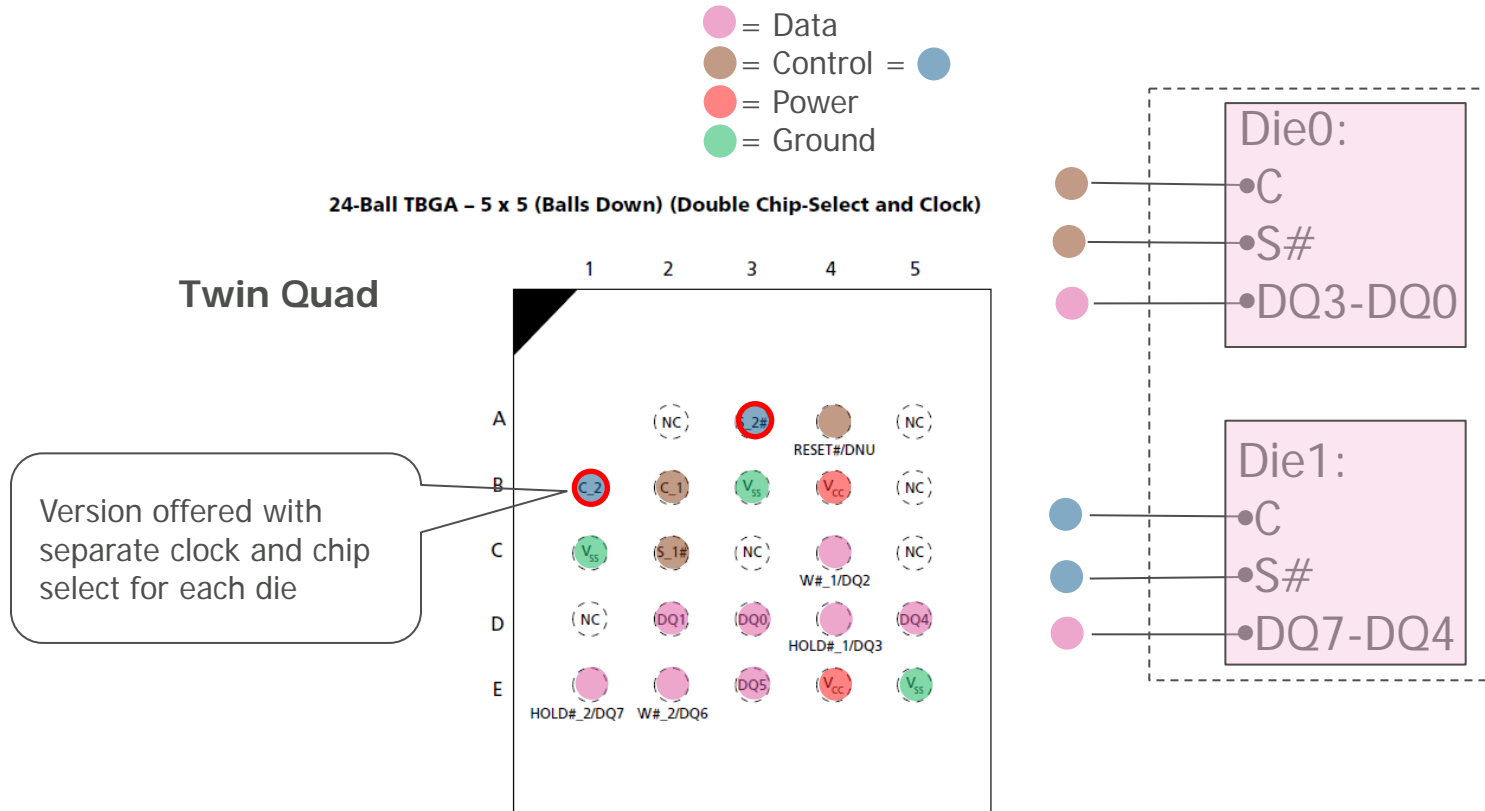 = Data
= Control =
= Power
= Ground
24-Ball TBGA – 5 x 5 (Balls Down) (Double Chip-Select and Clock)
Twin Quad
1 2 3 4 5
A NC S_2# NC
RESET#/DNU
B C_2 C_1 VSS VCC NC
C VSS S_1# NC NC
W#_1/DQ2
D NC DQ1 DQ0 DQ4
HOLD#_1/DQ3
E DQ5 VCC VSS
HOLD#_2/DQ7 W#_2/DQ6
Version offered with
separate clock and chip
select for each die
Die0:
C
S#
DQ3-DQ0
Die1:
C
S#
DQ7-DQ4